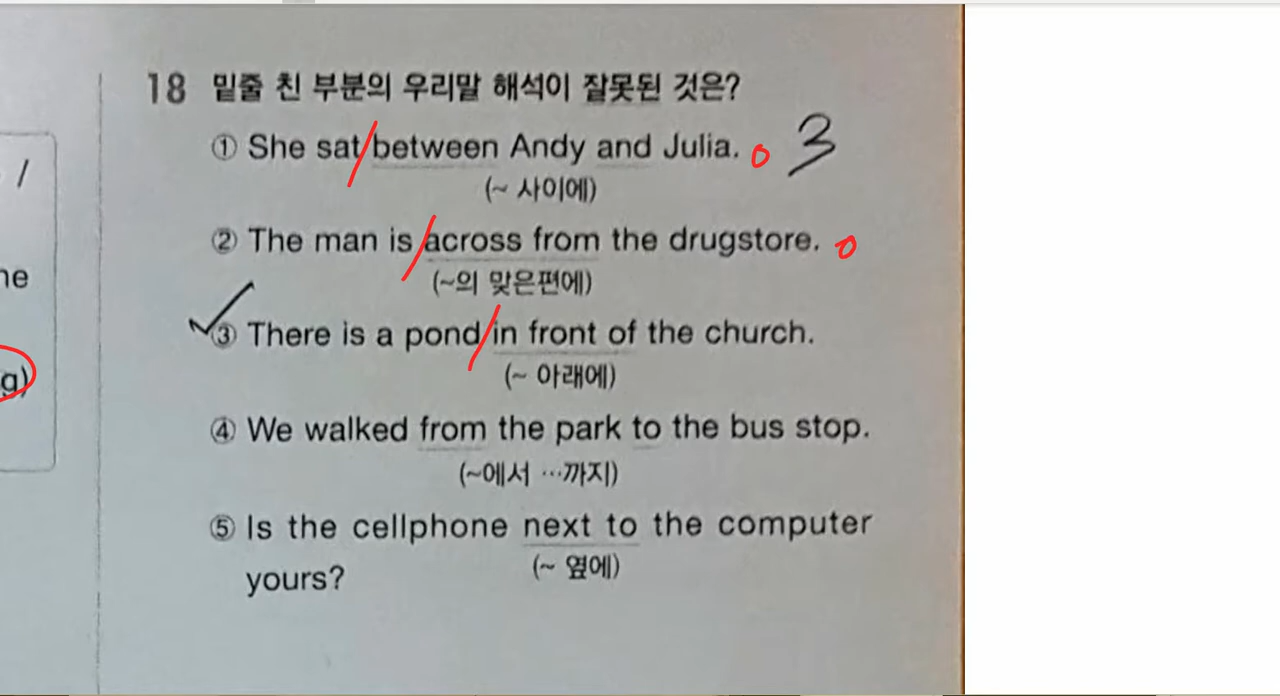 /
ne
g)
18 밑줄 친 부분의 우리말 해석이 잘못된 것은?
① She sat between Andy and Julia. o 3
(~ 사이에)
② The man is across from the drugstore. o
(~의 맞은편에)
③ There is a pond in front of the church.
(~ 아래에)
④ We walked from the park to the bus stop.
(~에서 …까지)
⑤ Is the cellphone next to the computer
(~ 옆에)
yours?